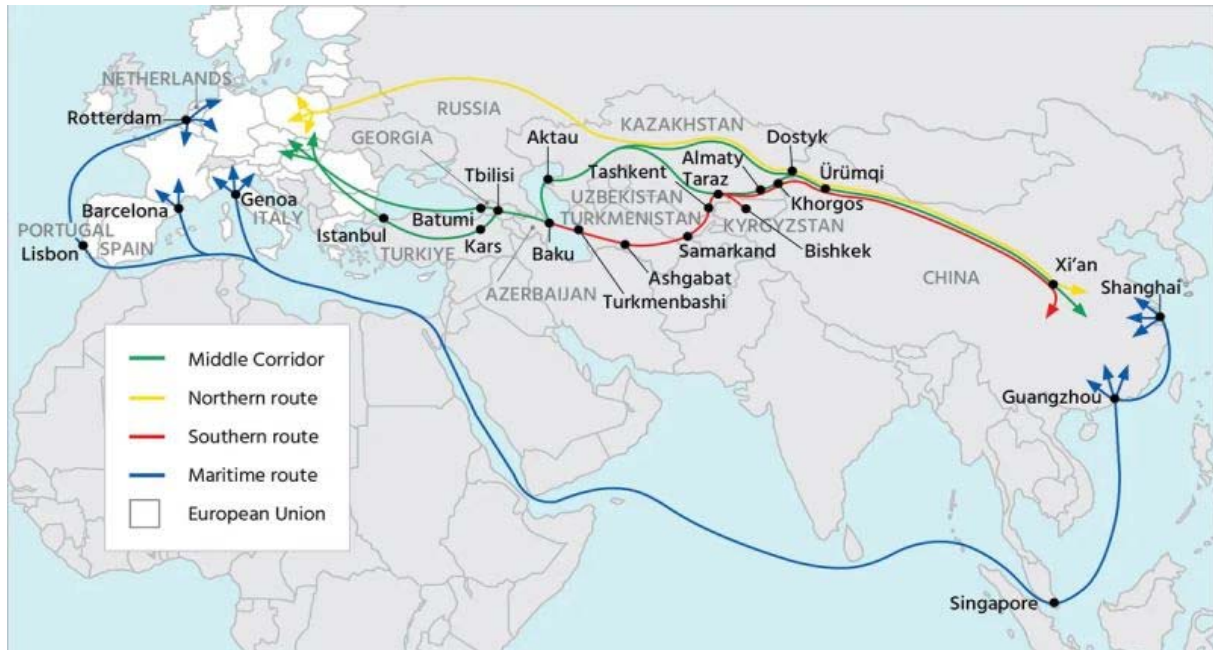 NETHERLANDS
Rotterdam
RUSSIA
KAZAKHSTAN
GEORGIA
Aktau
Dostyk
Almaty
Tashkent
Taraz
Ürümqi
Tbilisi
UZBEKISTAN
Khorgos
Genoa
Barcelona
ITALY
Batumi
TURKMENISTAN
KYRGYZSTAN
PORTUGAL
SPAIN
Istanbul
Kars
Baku
Samarkand
Bishkek
Lisbon
TURKIYE
Ashgabat
Xi'an
AZERBAIJAN
Turkmenbashi
CHINA
Shanghai
Middle Corridor
Northern route
Guangzhou
Southern route
Maritime route
European Union
Singapore